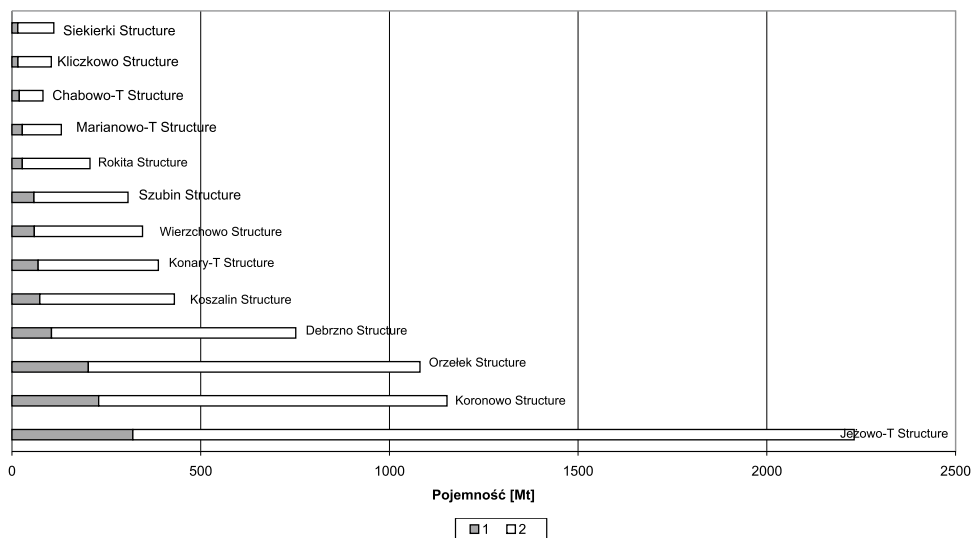 Siekierki Structure
Kliczkowo Structure
Chabowo-T Structure
Marianowo-T Structure
Rokita Structure
Szubin Structure
Wierzchowo Structure
Konary-T Structure
Koszalin Structure
Debrzno Structure
Orzełek Structure
Koronowo Structure
Jeżowo-T Structure
0 500 1000 1500 2000 2500
Pojemność [Mt]
1 2